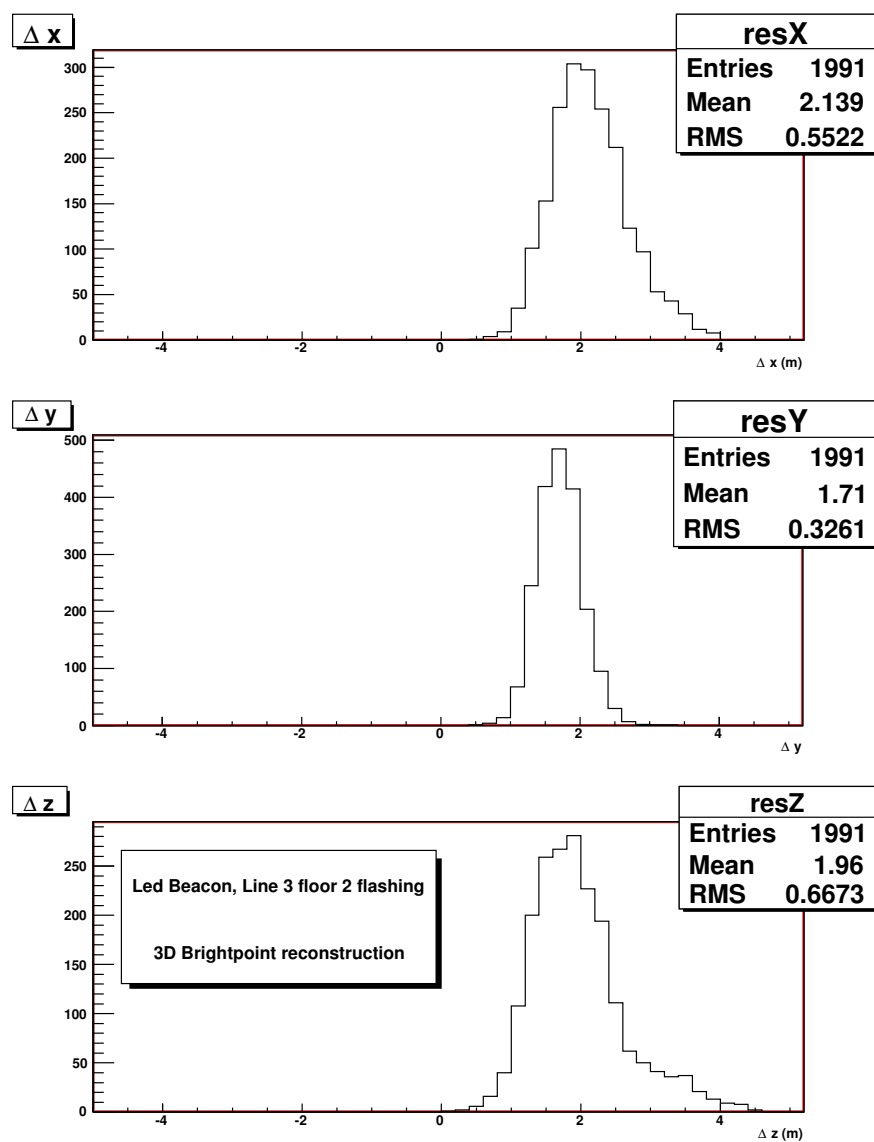 Δ x
resX
Entries 1991
Mean 2.139
RMS 0.5522
300
250
200
150
100
50
0
-4 -2 0 2 4
Δ x (m)
Δ y
resY
Entries 1991
Mean 1.71
RMS 0.3261
500
400
300
200
100
0
-4 -2 0 2 4
Δ y
Δ z
resZ
Entries 1991
Mean 1.96
RMS 0.6673
Led Beacon, Line 3 floor 2 flashing
3D Brightpoint reconstruction
250
200
150
100
50
0
-4 -2 0 2 4
Δ z (m)